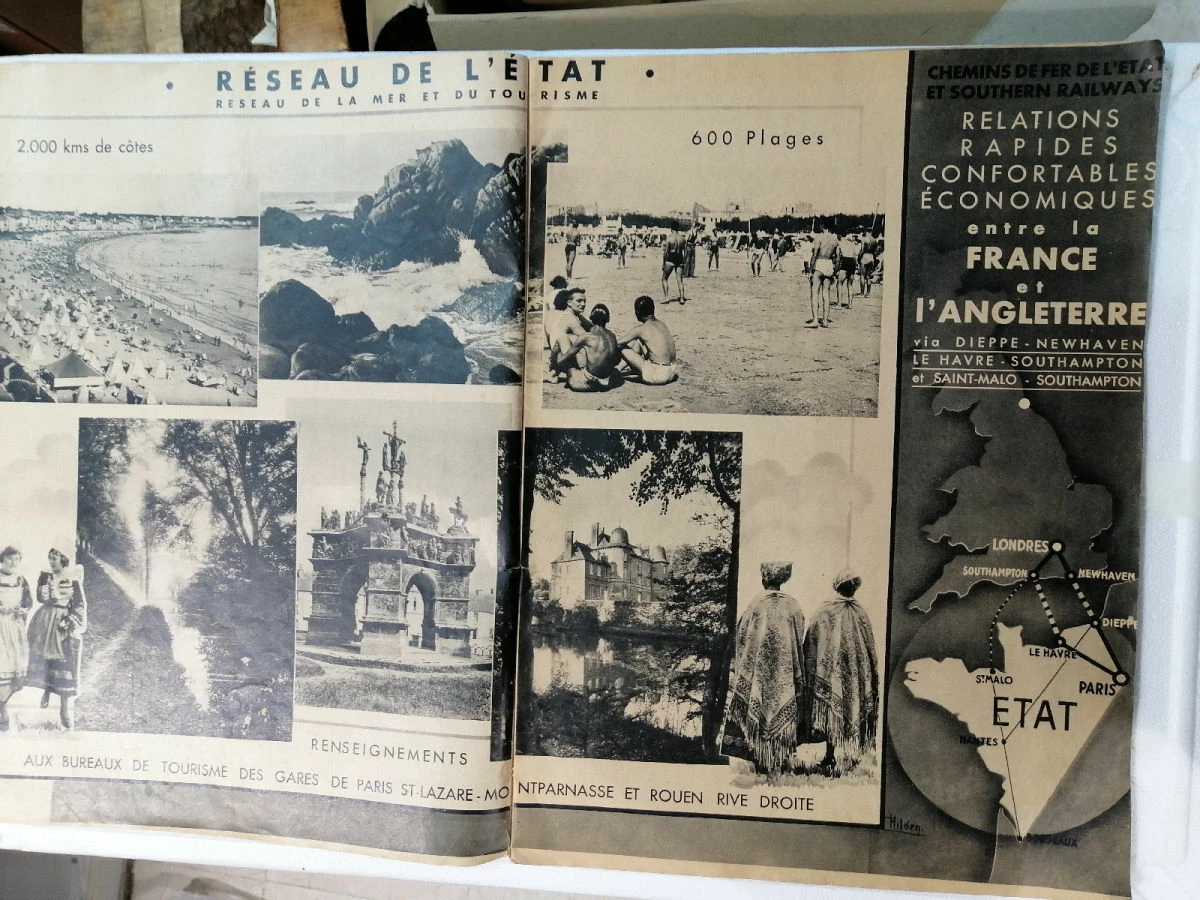 • RÉSEAU DE L'ÉTAT •
RESEAU DE LA MER ET DU TOURISME
2.000 kms de côtes
600 Plages
RENSEIGNEMENTS
AUX BUREAUX DE TOURISME DES GARES DE PARIS ST-LAZARE - MONTPARNASSE ET ROUEN RIVE DROITE
CHEMINS DE FER DE L'ETAT
ET SOUTHERN RAILWAYS
RELATIONS
RAPIDES
CONFORTABLES
ÉCONOMIQUES
entre la
FRANCE
et
l'ANGLETERRE
via DIEPPE - NEWHAVEN
LE HAVRE - SOUTHAMPTON
et SAINT-MALO - SOUTHAMPTON
LONDRES
SOUTHAMPTON
NEWHAVEN
DIEPPE
LE HAVRE
ST MALO
PARIS
ETAT
NANTES
BORDEAUX
Hilden.